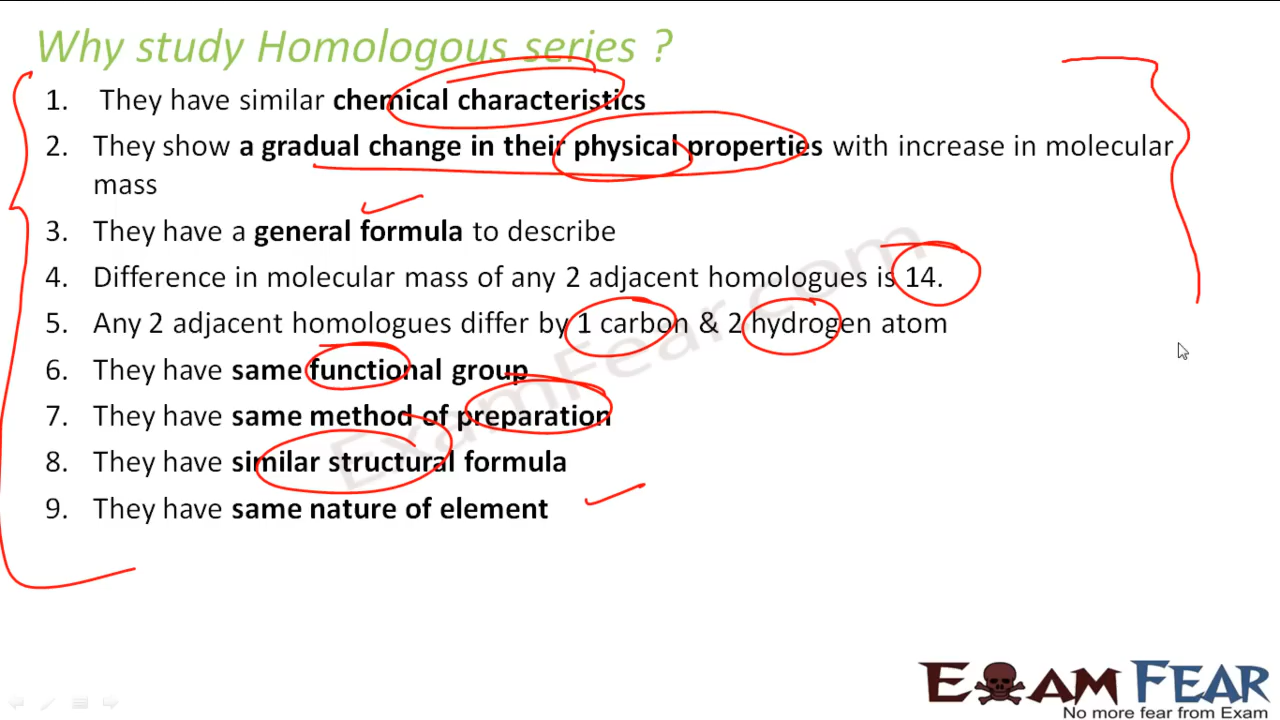 Why study Homologous series ?
1. They have similar chemical characteristics
2. They show a gradual change in their physical properties with increase in molecular
mass
3. They have a general formula to describe
4. Difference in molecular mass of any 2 adjacent homologues is 14.
5. Any 2 adjacent homologues differ by 1 carbon & 2 hydrogen atom
6. They have same functional group
7. They have same method of preparation
8. They have similar structural formula
9. They have same nature of element
ExamFear.com
EXAM FEAR
No more fear from Exam